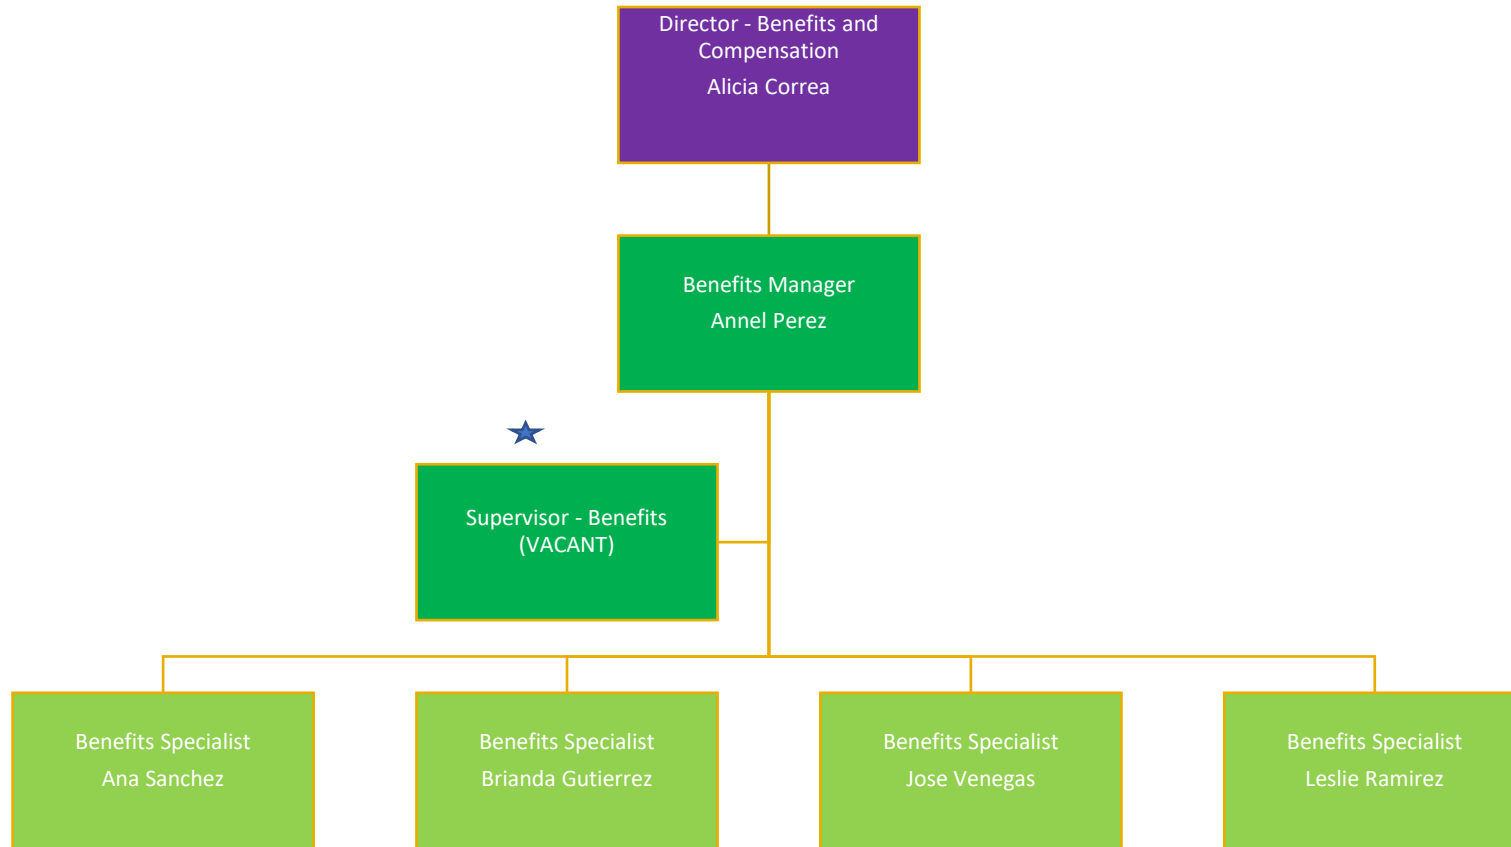 Director - Benefits and
Compensation
Alicia Correa
Benefits Manager
Annel Perez
Supervisor - Benefits
(VACANT)
Benefits Specialist
Ana Sanchez
Benefits Specialist
Brianda Gutierrez
Benefits Specialist
Jose Venegas
Benefits Specialist
Leslie Ramirez